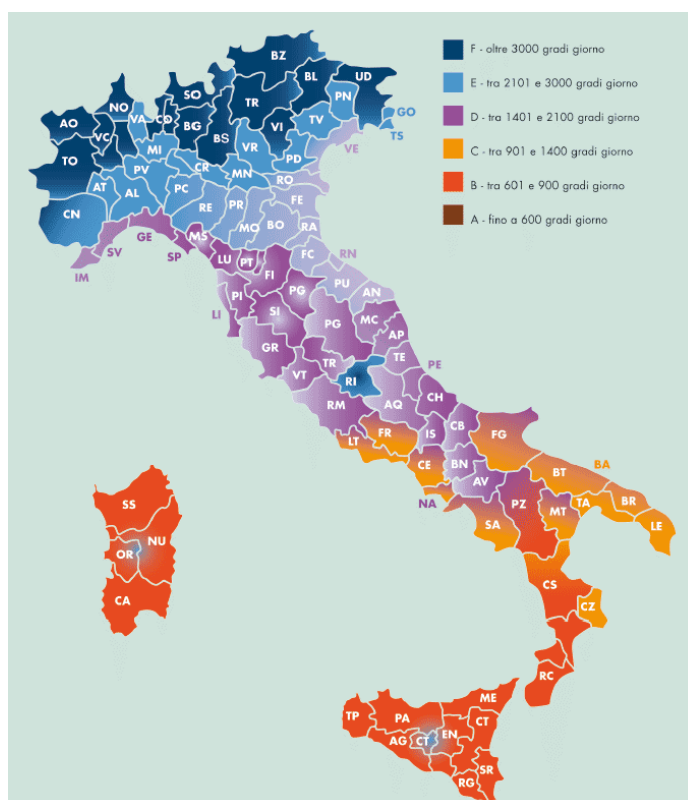 BZ
F - oltre 3000 gradi giorno
SO
BL
UD
E - tra 2101 e 3000 gradi giorno
NO
TR
PN
AO
VA
CO
BG
VI
TV
GO
D - tra 1401 e 2100 gradi giorno
VC
BS
TS
TO
MI
VR
PD
VE
C - tra 901 e 1400 gradi giorno
PV
CR
MN
RO
AT
AL
PC
PR
FE
B - tra 601 e 900 gradi giorno
CN
RE
MO
BO
RA
A - fino a 600 gradi giorno
GE
MS
SV
SP
LU
PT
FC
RN
IM
FI
PG
PU
AN
LI
PI
SI
PG
MC
AP
GR
TR
TE
PE
VT
RI
RM
AQ
CH
LT
FR
IS
CB
FG
CE
BN
BT
BA
AV
NA
PZ
MT
TA
BR
SA
LE
SS
NU
OR
CS
CA
CZ
RC
ME
TP
PA
CT
AG
CT
EN
SR
RG